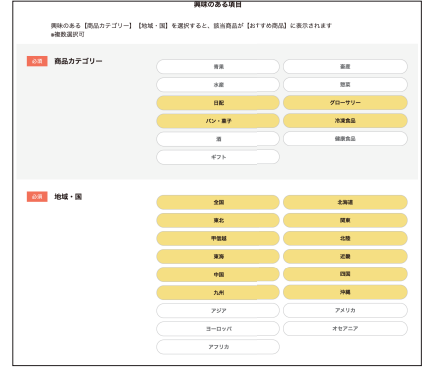 興味のある項目
興味のある【商品カテゴリー】【地域・国】を選択すると、該当商品が【おすすめ商品】に表示されます
※複数選択可
必須 商品カテゴリー
青果 畜産
水産 惣菜
日配 グローサリー
パン・菓子 冷凍食品
酒 健康食品
ギフト
必須 地域・国
全国 北海道
東北 関東
甲信越 北陸
東海 近畿
中国 四国
九州 沖縄
アジア アメリカ
ヨーロッパ オセアニア
アフリカ